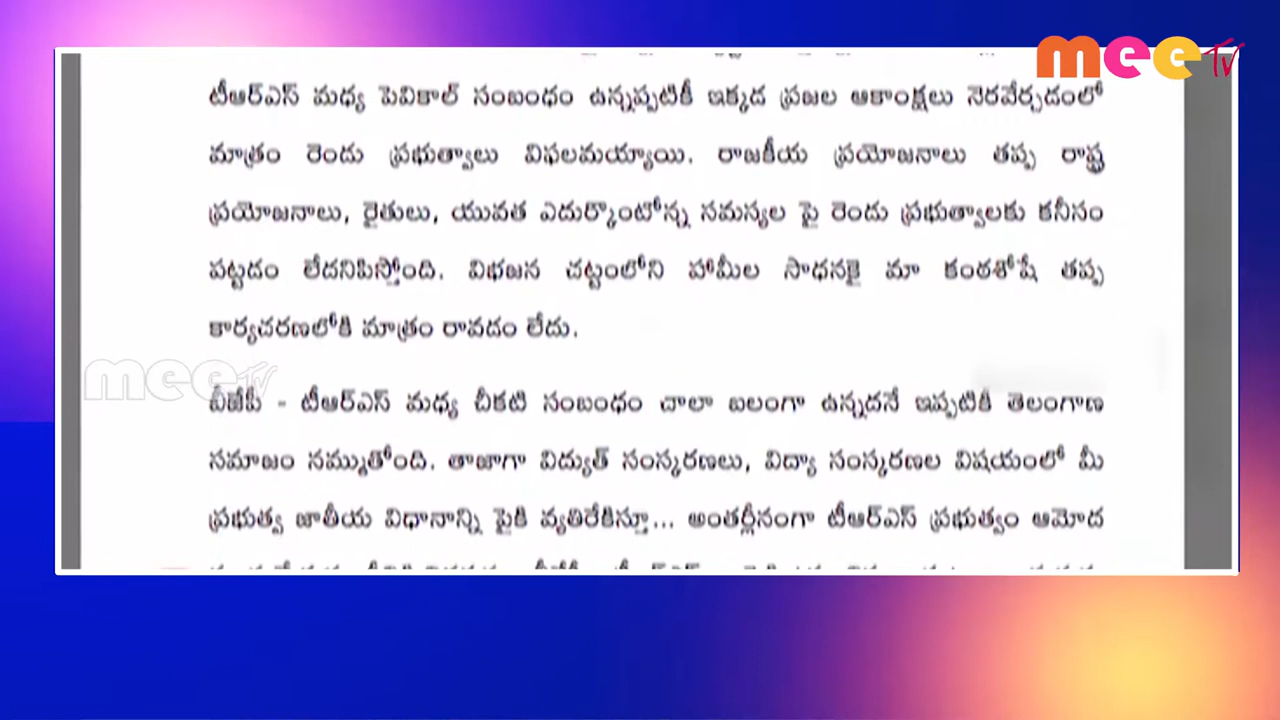 mee TV
టీఆర్ఎస్ మధ్య పెవికాల్ సంబంధం ఉన్నప్పటికీ ఇక్కడ ప్రజల ఆకాంక్షలు నెరవేర్చడంలో
మాత్రం రెండు ప్రభుత్వాలు విఫలమయ్యాయి. రాజకీయ ప్రయోజనాలు తప్ప రాష్ట్ర
ప్రయోజనాలు, రైతులు, యువత ఎదుర్కొంటోన్న సమస్యల పై రెండు ప్రభుత్వాలకు కనీసం
పట్టదం లేదనిపిస్తోంది. విభజన చట్టంలోని హామీల సాధనకై మా కంఠశోషే తప్ప
కార్యచరణలోకి మాత్రం రావడం లేదు.
mee TV
బీజేపీ - టీఆర్ఎస్ మధ్య చీకటి సంబంధం చాలా బలంగా ఉన్నదనే ఇప్పటికీ తెలంగాణ
సమాజం నమ్ముతోంది. తాజాగా విద్యుత్ సంస్కరణలు, విద్యా సంస్కరణల విషయంలో మీ
ప్రభుత్వ జాతీయ విధానాన్ని పైకి వ్యతిరేకిస్తూ... అంతర్లీనంగా టీఆర్ఎస్ ప్రభుత్వం ఆమోద